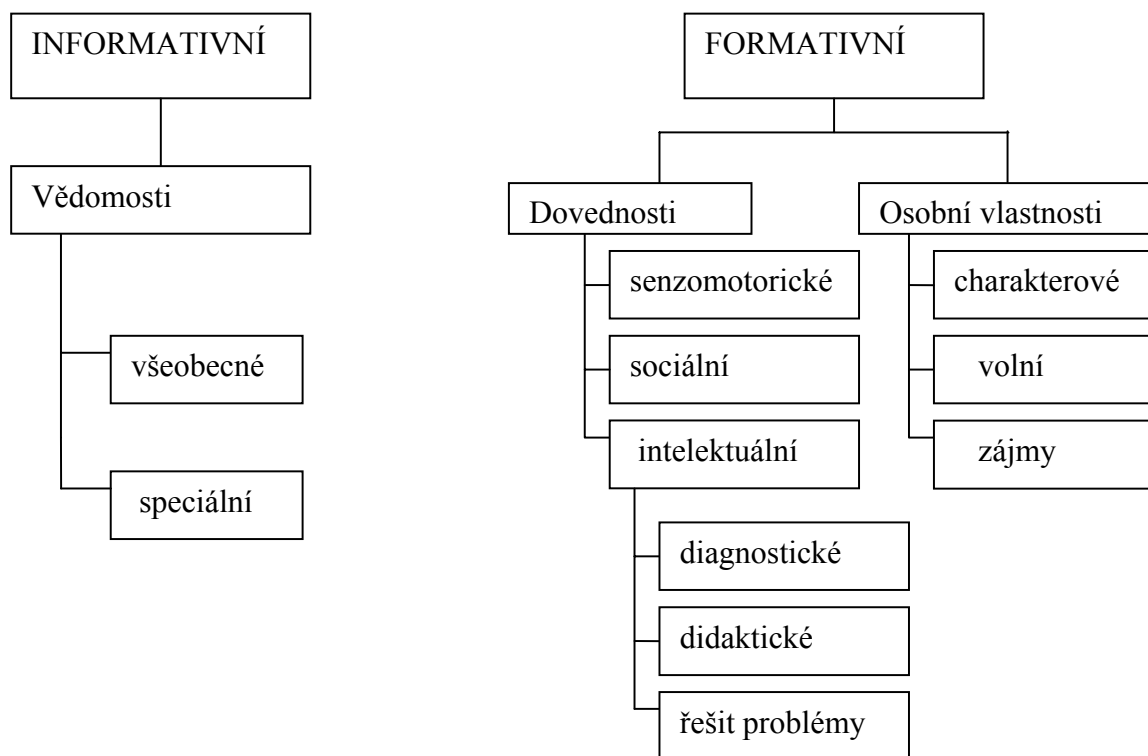 INFORMATIVNÍ
Vědomosti
všeobecné
speciální
FORMATIVNÍ
Dovednosti
senzomotorické
sociální
intelektuální
diagnostické
didaktické
řešit problémy
Osobní vlastnosti
charakterové
volní
zájmy